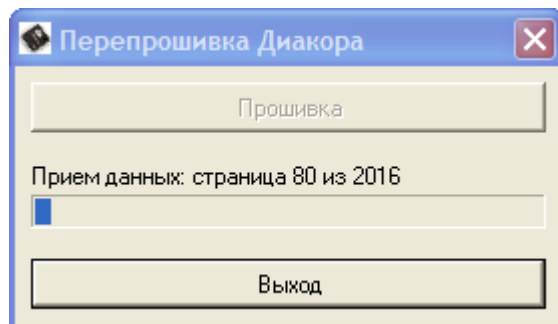 Перепрошивка Диакора
Прошивка
Прием данных: страница 80 из 2016
Выход